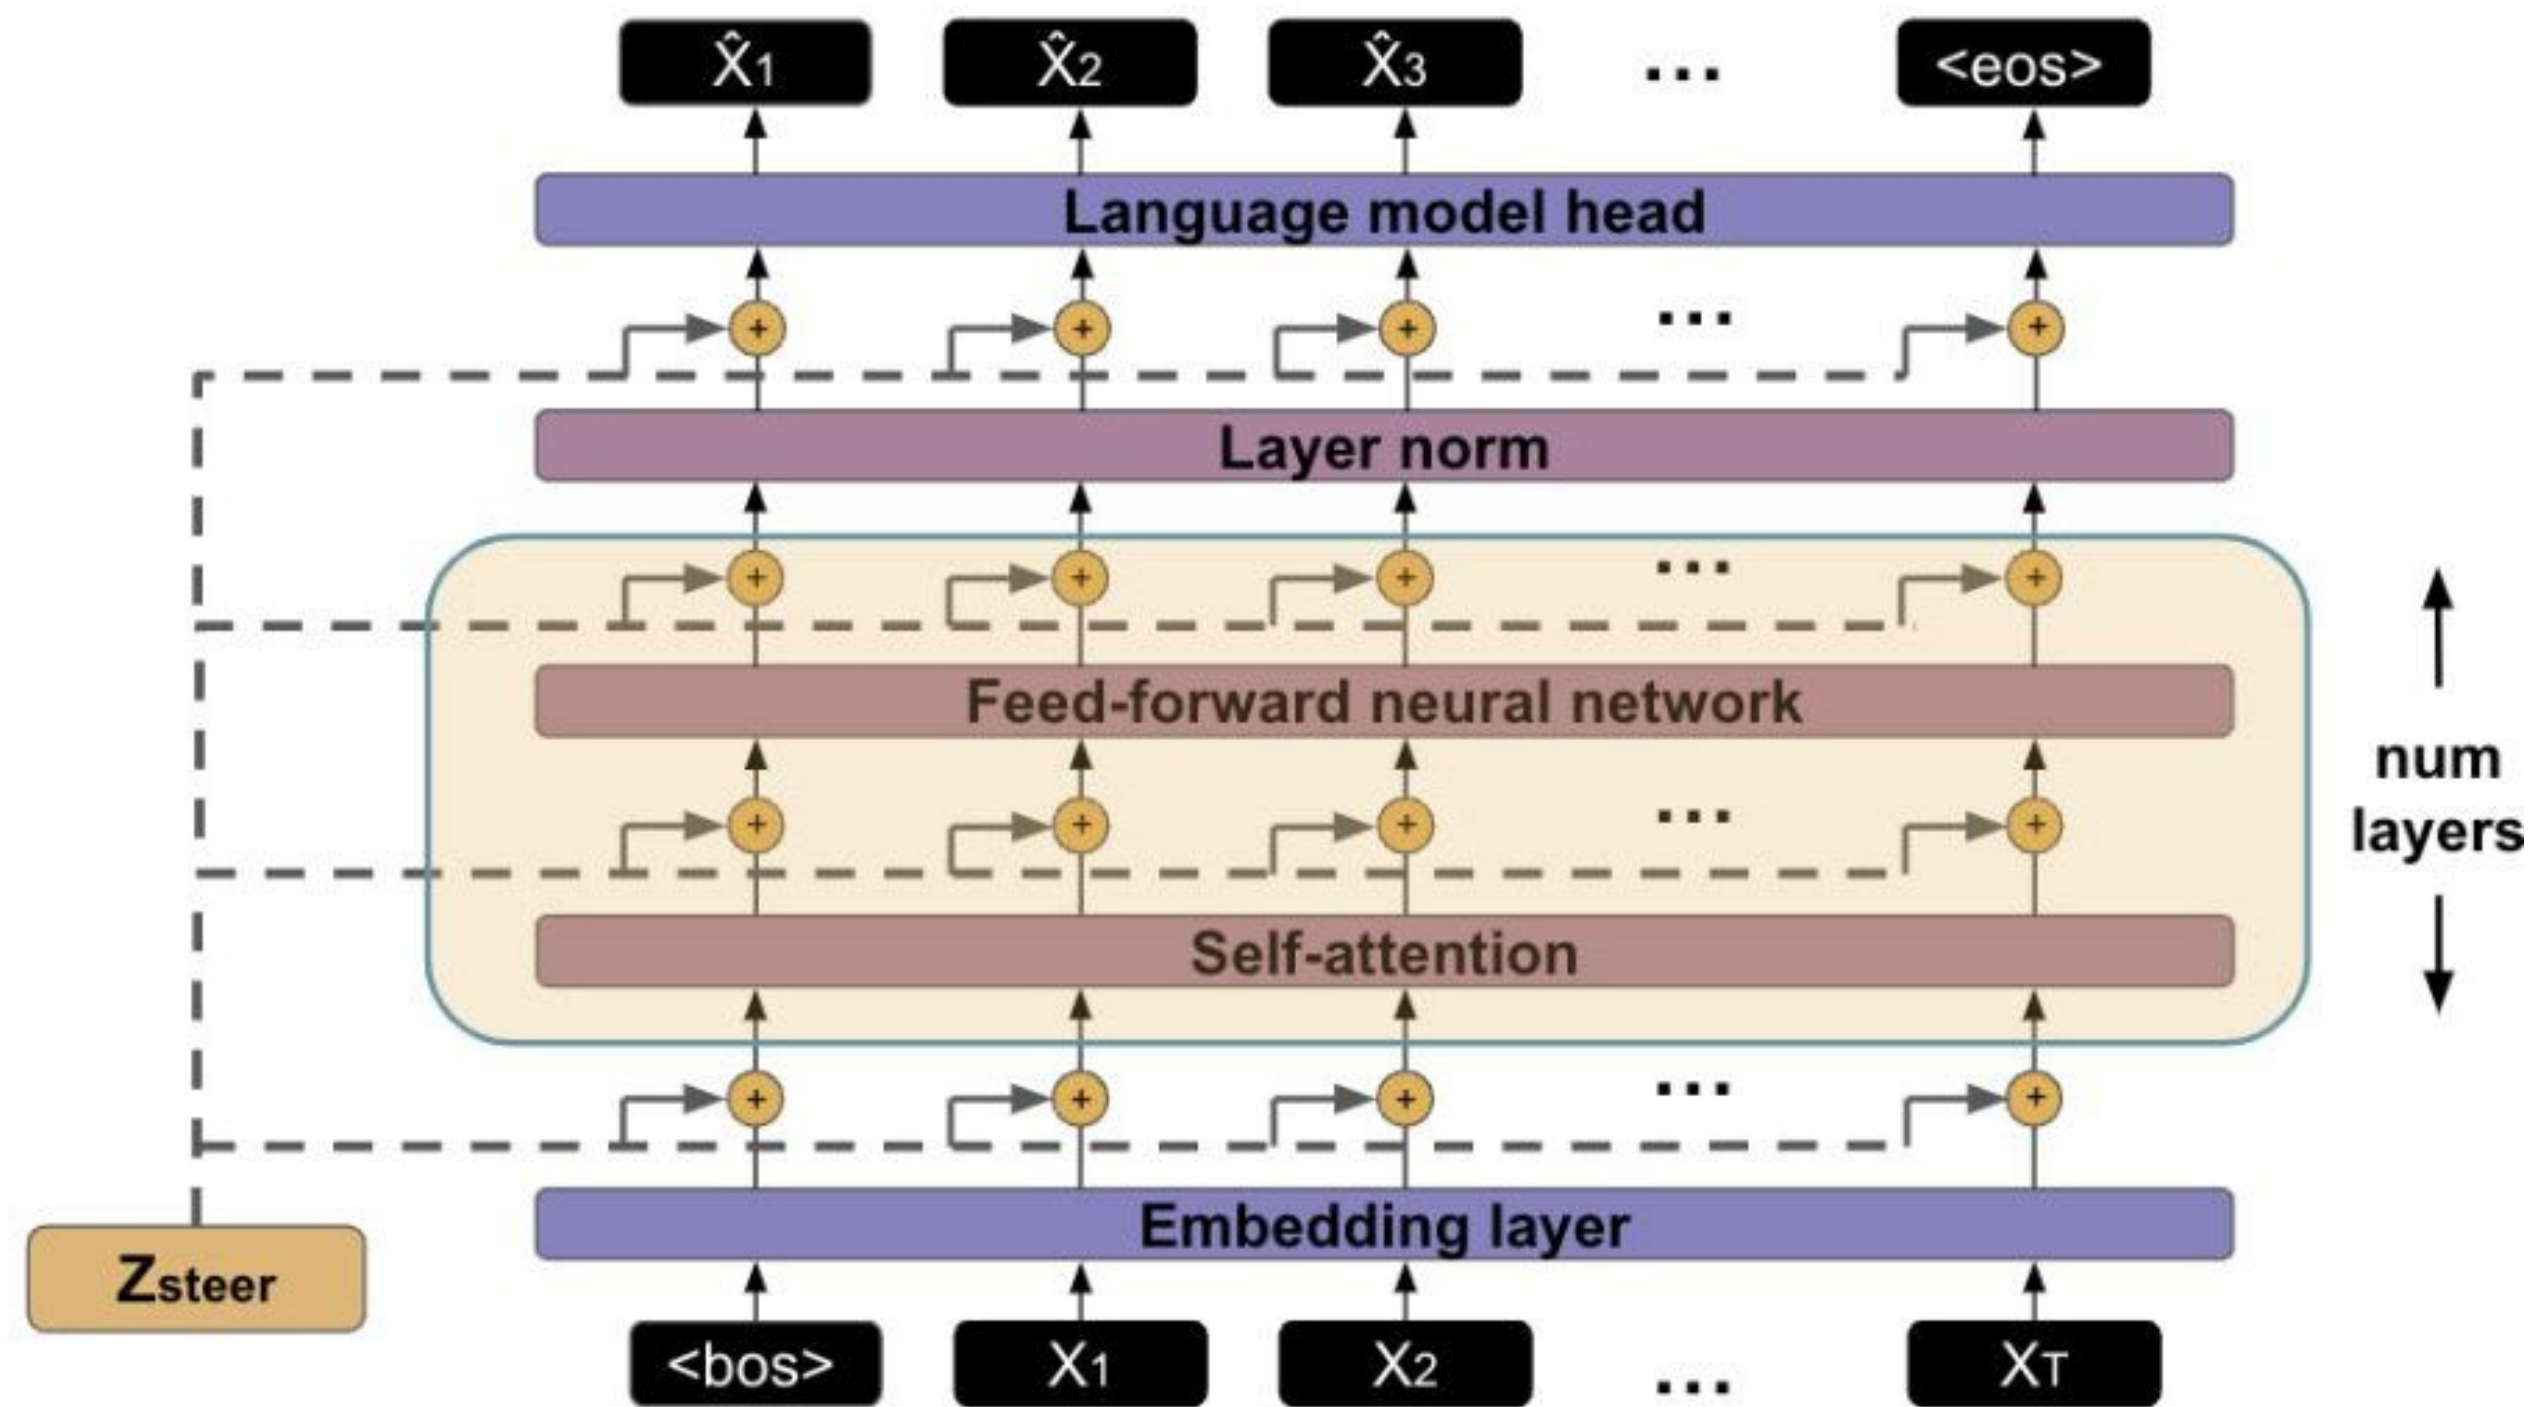 X̂1 X̂2 X̂3 ... <eos>
Language model head
+ + + ... +
Layer norm
+ + + ... +
Feed-forward neural network
num
layers
+ + + ... +
Self-attention
+ + + ... +
Embedding layer
Zsteer
<bos> X1 X2 ... XT